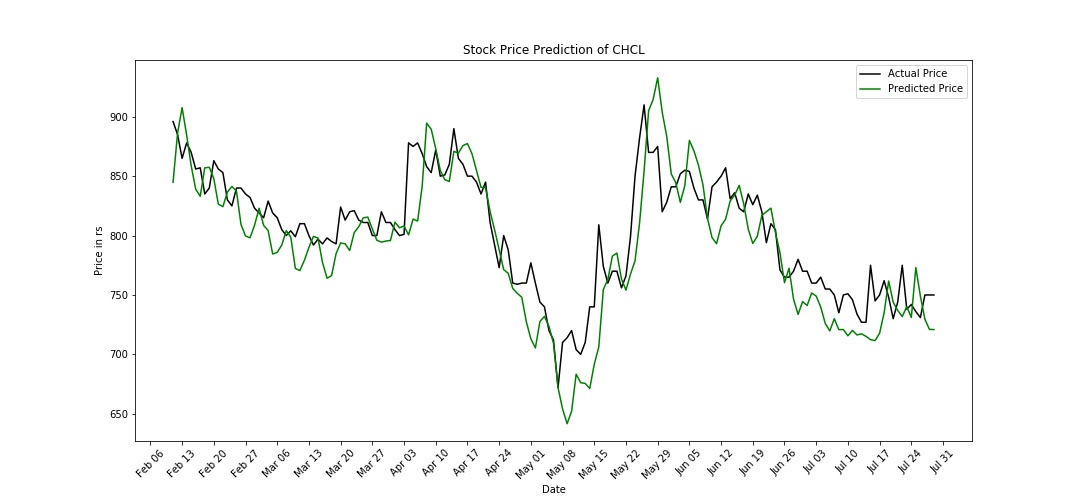 Stock Price Prediction of CHCL
Actual Price
Predicted Price
Price in rs
900
850
800
750
700
650
Feb 06
Feb 13
Feb 20
Feb 27
Mar 06
Mar 13
Mar 20
Mar 27
Apr 03
Apr 10
Apr 17
Apr 24
May 01
May 08
May 15
May 22
May 29
Jun 05
Jun 12
Jun 19
Jun 26
Jul 03
Jul 10
Jul 17
Jul 24
Jul 31
Date